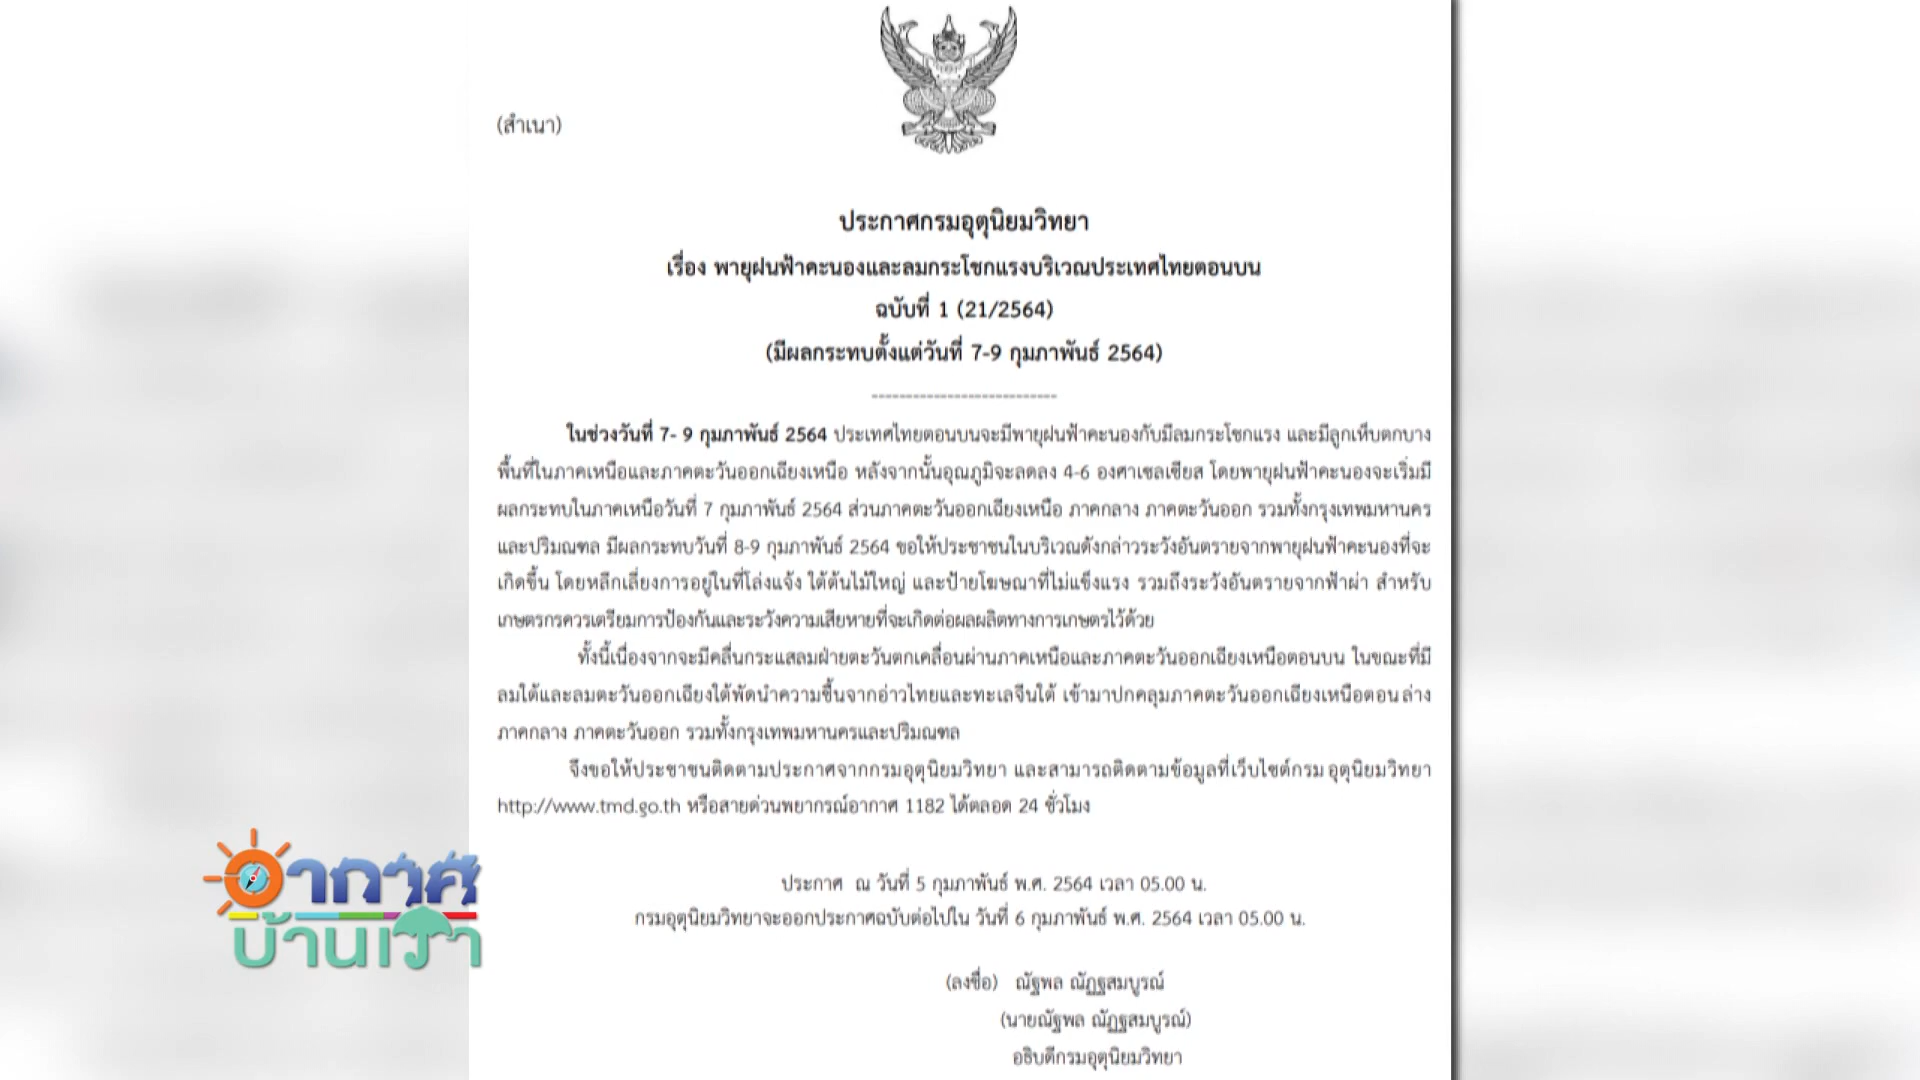 (สำเนา)
ประกาศกรมอุตุนิยมวิทยา
เรื่อง พายุฝนฟ้าคะนองและลมกระโชกแรงบริเวณประเทศไทยตอนบน
ฉบับที่ 1 (21/2564)
(มีผลกระทบตั้งแต่วันที่ 7-9 กุมภาพันธ์ 2564)
---------------------------
ในช่วงวันที่ 7- 9 กุมภาพันธ์ 2564 ประเทศไทยตอนบนจะมีพายุฝนฟ้าคะนองกับมีลมกระโชกแรง และมีลูกเห็บตกบาง
พื้นที่ในภาคเหนือและภาคตะวันออกเฉียงเหนือ หลังจากนั้นอุณภูมิจะลดลง 4-6 องศาเซลเซียส โดยพายุฝนฟ้าคะนองจะเริ่มมี
ผลกระทบในภาคเหนือวันที่ 7 กุมภาพันธ์ 2564 ส่วนภาคตะวันออกเฉียงเหนือ ภาคกลาง ภาคตะวันออก รวมทั้งกรุงเทพมหานคร
และปริมณฑล มีผลกระทบวันที่ 8-9 กุมภาพันธ์ 2564 ขอให้ประชาชนในบริเวณดังกล่าวระวังอันตรายจากพายุฝนฟ้าคะนองที่จะ
เกิดขึ้น โดยหลีกเลี่ยงการอยู่ในที่โล่งแจ้ง ใต้ต้นไม้ใหญ่ และป้ายโฆษณาที่ไม่แข็งแรง รวมถึงระวังอันตรายจากฟ้าผ่า สำหรับ
เกษตรกรควรเตรียมการป้องกันและระวังความเสียหายที่จะเกิดต่อผลผลิตทางการเกษตรไว้ด้วย
ทั้งนี้เนื่องจากจะมีคลื่นกระแสลมฝ่ายตะวันตกเคลื่อนผ่านภาคเหนือและภาคตะวันออกเฉียงเหนือตอนบน ในขณะที่มี
ลมใต้และลมตะวันออกเฉียงใต้พัดนำความชื้นจากอ่าวไทยและทะเลจีนใต้ เข้ามาปกคลุมภาคตะวันออกเฉียงเหนือตอนล่าง
ภาคกลาง ภาคตะวันออก รวมทั้งกรุงเทพมหานครและปริมณฑล
จึงขอให้ประชาชนติดตามประกาศจากกรมอุตุนิยมวิทยา และสามารถติดตามข้อมูลที่เว็บไซต์กรมอุตุนิยมวิทยา
http://www.tmd.go.th หรือสายด่วนพยากรณ์อากาศ 1182 ได้ตลอด 24 ชั่วโมง
ประกาศ ณ วันที่ 5 กุมภาพันธ์ พ.ศ. 2564 เวลา 05.00 น.
กรมอุตุนิยมวิทยาจะออกประกาศฉบับต่อไปใน วันที่ 6 กุมภาพันธ์ พ.ศ. 2564 เวลา 05.00 น.
(ลงชื่อ) ณัฐพล ณัฏฐสมบูรณ์
(นายณัฐพล ณัฏฐสมบูรณ์)
อธิบดีกรมอุตุนิยมวิทยา
อากาศ
บ้านเรา